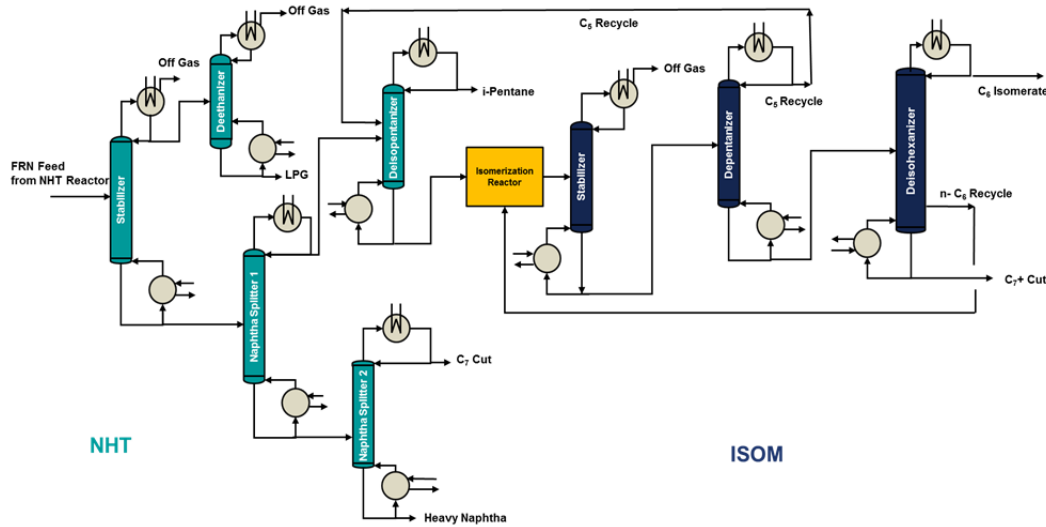 Off Gas
C5 Recycle
Off Gas
Deethanizer
Off Gas
i-Pentane
C5 Recycle
C6 Isomerate
FRN Feed
from NHT Reactor
Stabilizer
LPG
Deisopentanizer
Isomerization
Reactor
Stabilizer
Depentanizer
Deisohexanizer
n- C6 Recycle
C7+ Cut
Naphtha Splitter 1
C7 Cut
Naphtha Splitter 2
NHT
ISOM
Heavy Naphtha